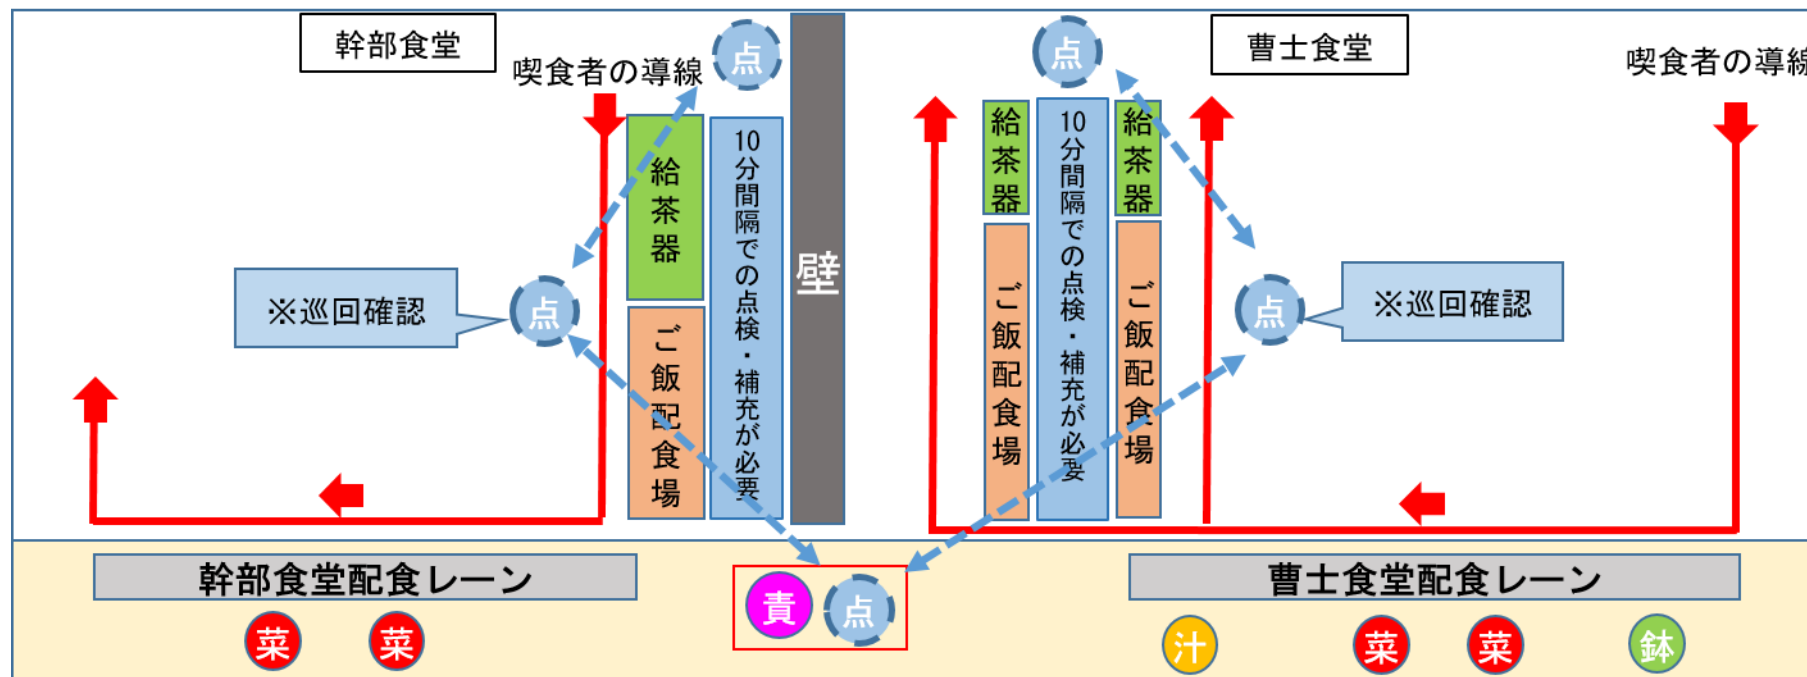 幹部食堂
点
喫食者の導線
給茶器
10分間隔での点検・補充が必要
ご飯配食場
※巡回確認
点
壁
点
曹士食堂
喫食者の導線
給茶器
10分間隔での点検・補充が必要
給茶器
ご飯配食場
ご飯配食場
点
※巡回確認
幹部食堂配食レーン
菜
菜
責
点
曹士食堂配食レーン
汁
菜
菜
鉢